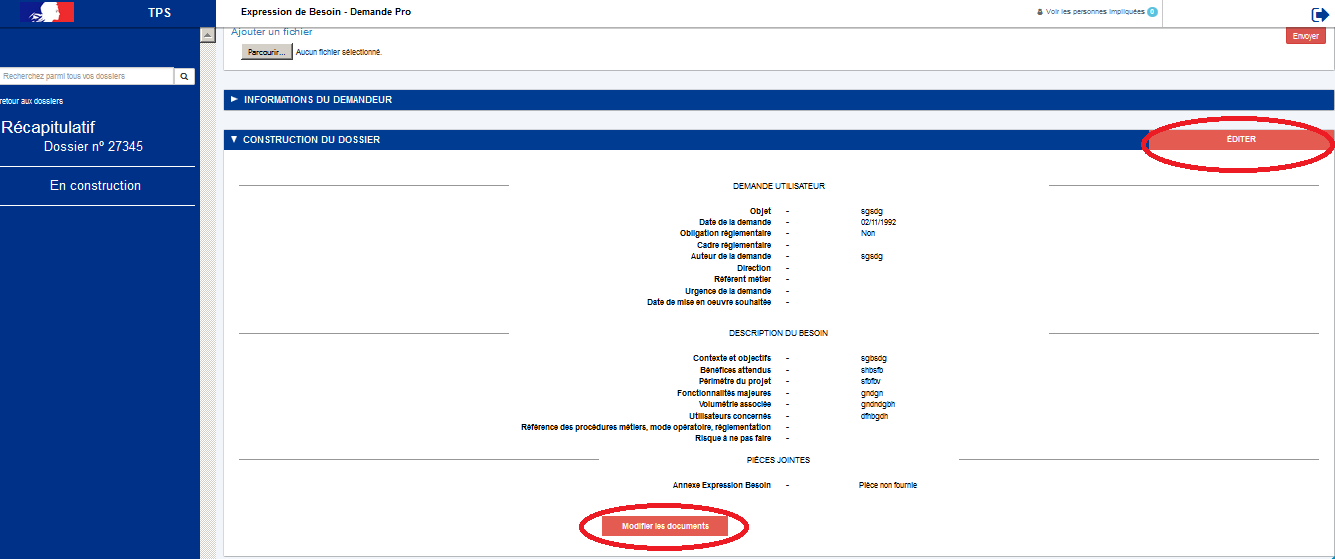 TPS
Expression de Besoin - Demande Pro
Voir les personnes impliquées 0
Ajouter un fichier
Parcourir... Aucun fichier sélectionné.
Envoyer
Recherchez parmi tous vos dossiers
retour aux dossiers
Récapitulatif
Dossier nº 27345
En construction
► INFORMATIONS DU DEMANDEUR
▼ CONSTRUCTION DU DOSSIER
ÉDITER
DEMANDE UTILISATEUR
Objet - sgsdg
Date de la demande - 02/11/1992
Obligation réglementaire - Non
Cadre réglementaire -
Auteur de la demande - sgsdg
Direction -
Référent métier -
Urgence de la demande -
Date de mise en oeuvre souhaitée -
DESCRIPTION DU BESOIN
Contexte et objectifs - sgbsdg
Bénéfices attendus - shbsfb
Périmètre du projet - sfbfbv
Fonctionnalités majeures - gndgn
Volumétrie associée - gndndgbh
Utilisateurs concernés - dfhbgdh
Référence des procédures métiers, mode opératoire, réglementation -
Risque à ne pas faire -
PIÈCES JOINTES
Annexe Expression Besoin - Pièce non fournie
Modifier les documents